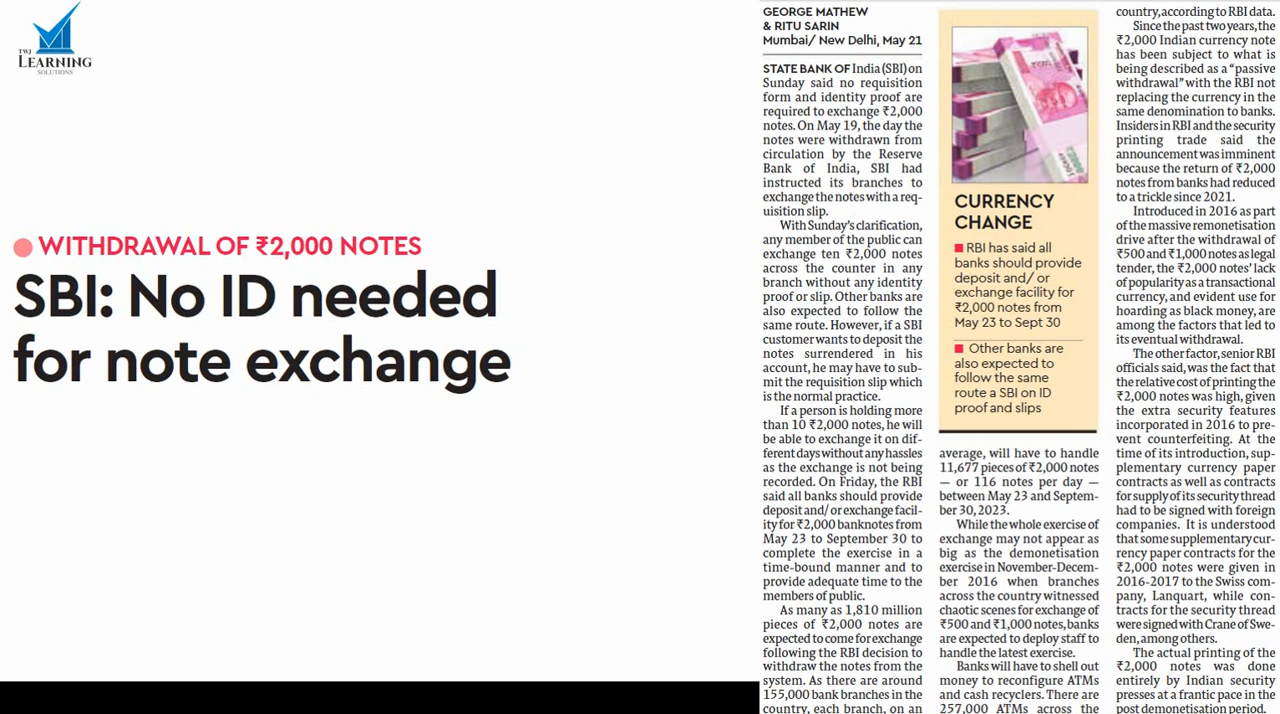 TWJ
LEARNING
SOLUTIONS
WITHDRAWAL OF ₹2,000 NOTES
SBI: No ID needed
for note exchange
GEORGE MATHEW
& RITU SARIN
Mumbai/ New Delhi, May 21
STATE BANK OF India (SBI) on
Sunday said no requisition
form and identity proof are
required to exchange ₹2,000
notes. On May 19, the day the
notes were withdrawn from
circulation by the Reserve
Bank of India, SBI had
instructed its branches to
exchange the notes with a req-
uisition slip.
With Sunday's clarification,
any member of the public can
exchange ten ₹2,000 notes
across the counter in any
branch without any identity
proof or slip. Other banks are
also expected to follow the
same route. However, if a SBI
customer wants to deposit the
notes surrendered in his
account, he may have to sub-
mit the requisition slip which
is the normal practice.
If a person is holding more
than 10 ₹2,000 notes, he will
be able to exchange it on dif-
ferent days without any hassles
as the exchange is not being
recorded. On Friday, the RBI
said all banks should provide
deposit and/ or exchange facil-
ity for ₹2,000 banknotes from
May 23 to September 30 to
complete the exercise in a
time-bound manner and to
provide adequate time to the
members of public.
As many as 1,810 million
pieces of ₹2,000 notes are
expected to come for exchange
following the RBI decision to
withdraw the notes from the
system. As there are around
155,000 bank branches in the
country, each branch, on an
CURRENCY
CHANGE
RBI has said all
banks should provide
deposit and/ or
exchange facility for
₹2,000 notes from
May 23 to Sept 30
Other banks are
also expected to
follow the same
route a SBI on ID
proof and slips
average, will have to handle
11,677 pieces of ₹2,000 notes
— or 116 notes per day —
between May 23 and Septem-
ber 30, 2023.
While the whole exercise of
exchange may not appear as
big as the demonetisation
exercise in November-Decem-
ber 2016 when branches
across the country witnessed
chaotic scenes for exchange of
₹500 and ₹1,000 notes, banks
are expected to deploy staff to
handle the latest exercise.
Banks will have to shell out
money to reconfigure ATMs
and cash recyclers. There are
257,000 ATMs across the
country, according to RBI data.
Since the past two years, the
₹2,000 Indian currency note
has been subject to what is
being described as a "passive
withdrawal" with the RBI not
replacing the currency in the
same denomination to banks.
Insiders in RBI and the security
printing trade said the
announcement was imminent
because the return of ₹2,000
notes from banks had reduced
to a trickle since 2021.
Introduced in 2016 as part
of the massive remonetisation
drive after the withdrawal of
₹500 and ₹1,000 notes as legal
tender, the ₹2,000 notes' lack
of popularity as a transactional
currency, and evident use for
hoarding as black money, are
among the factors that led to
its eventual withdrawal.
The other factor, senior RBI
officials said, was the fact that
the relative cost of printing the
₹2,000 notes was high, given
the extra security features
incorporated in 2016 to pre-
vent counterfeiting. At the
time of its introduction, sup-
plementary currency paper
contracts as well as contracts
for supply of its security thread
had to be signed with foreign
companies. It is understood
that some supplementary cur-
rency paper contracts for the
₹2,000 notes were given in
2016-2017 to the Swiss com-
pany, Lanquart, while con-
tracts for the security thread
were signed with Crane of Swe-
den, among others.
The actual printing of the
₹2,000 notes was done
entirely by Indian security
presses at a frantic pace in the
post demonetisation period.